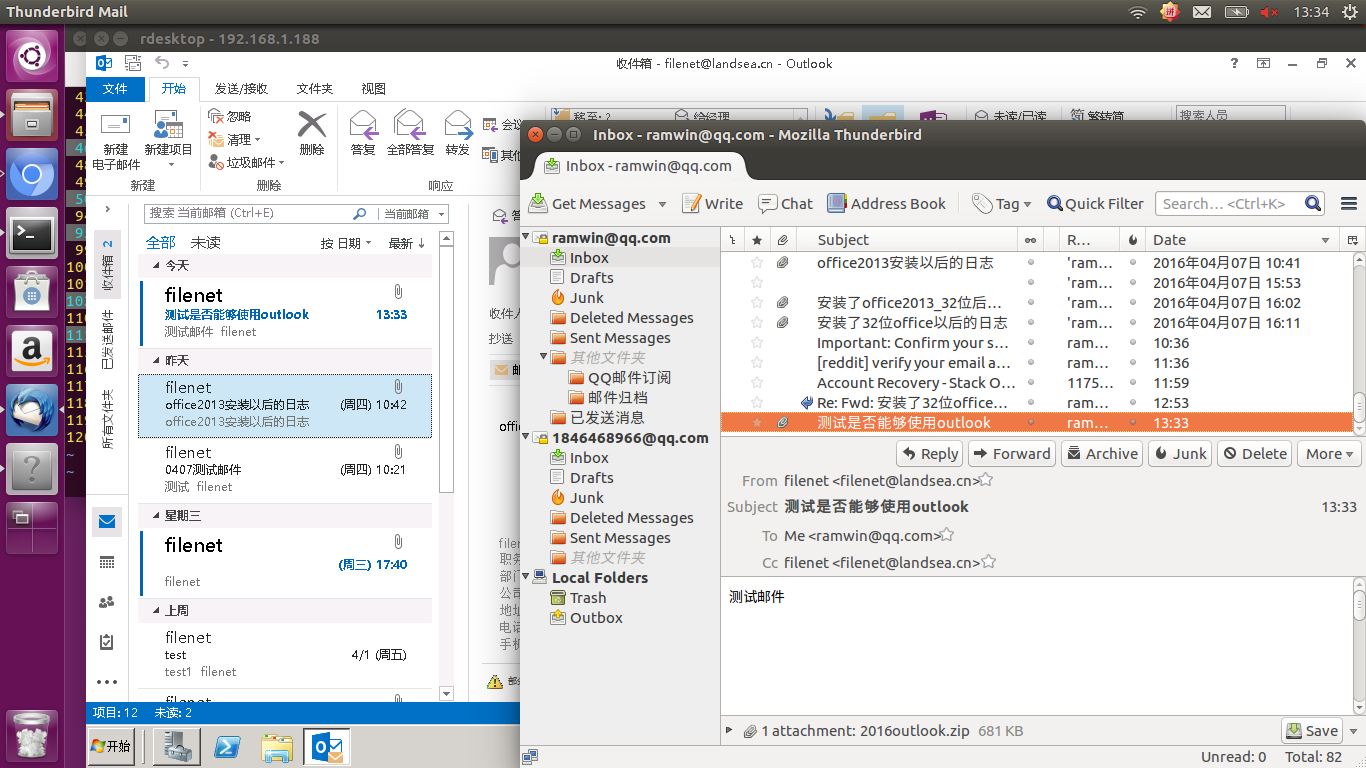 Thunderbird Mail
13:34
rdesktop - 192.168.1.188
收件箱 - filenet@landsea.cn - Outlook
文件 开始 发送/接收 文件夹 视图
新建
电子邮件
新建项目
新建
忽略
清理
垃圾邮件
删除
删除
答复 全部答复 转发
响应
移至: 2 给经理 未读/已读 繁转简 搜索人员
搜索 当前邮箱 (Ctrl+E) 当前邮箱
全部 未读 按 日期 最新
收件箱 2
已发送邮件
所有文件夹
今天
filenet
测试是否能够使用outlook 13:33
测试邮件 filenet
昨天
filenet
office2013安装以后的日志 (周四) 10:42
office2013安装以后的日志
filenet
0407测试邮件 (周四) 10:21
测试 filenet
星期三
filenet
(周三) 17:40
filenet
上周
filenet
test 4/1 (周五)
test1 filenet
收件人
抄送
项目: 12 未读: 2
开始
Inbox - ramwin@qq.com - Mozilla Thunderbird
Inbox - ramwin@qq.com
Get Messages Write Chat Address Book Tag Quick Filter Search... <Ctrl+K>
ramwin@qq.com
Inbox
Drafts
Junk
Deleted Messages
Sent Messages
其他文件夹
QQ邮件订阅
邮件归档
已发送消息
1846468966@qq.com
Inbox
Drafts
Junk
Deleted Messages
Sent Messages
其他文件夹
Local Folders
Trash
Outbox
Subject R... Date
office2013安装以后的日志 'ram... 2016年04月07日 10:41
'ram... 2016年04月07日 15:53
安装了office2013_32位后... 'ram... 2016年04月07日 16:02
安装了32位office以后的日志 'ram... 2016年04月07日 16:11
Important: Confirm your s... ram... 10:36
[reddit] verify your email a... ram... 11:36
Account Recovery - Stack O... 1175... 11:59
Re: Fwd: 安装了32位office... ram... 12:53
测试是否能够使用outlook ram... 13:33
Reply Forward Archive Junk Delete More
From filenet <filenet@landsea.cn>
Subject 测试是否能够使用outlook 13:33
To Me <ramwin@qq.com>
Cc filenet <filenet@landsea.cn>
测试邮件
1 attachment: 2016outlook.zip 681 KB Save
Unread: 0 Total: 82